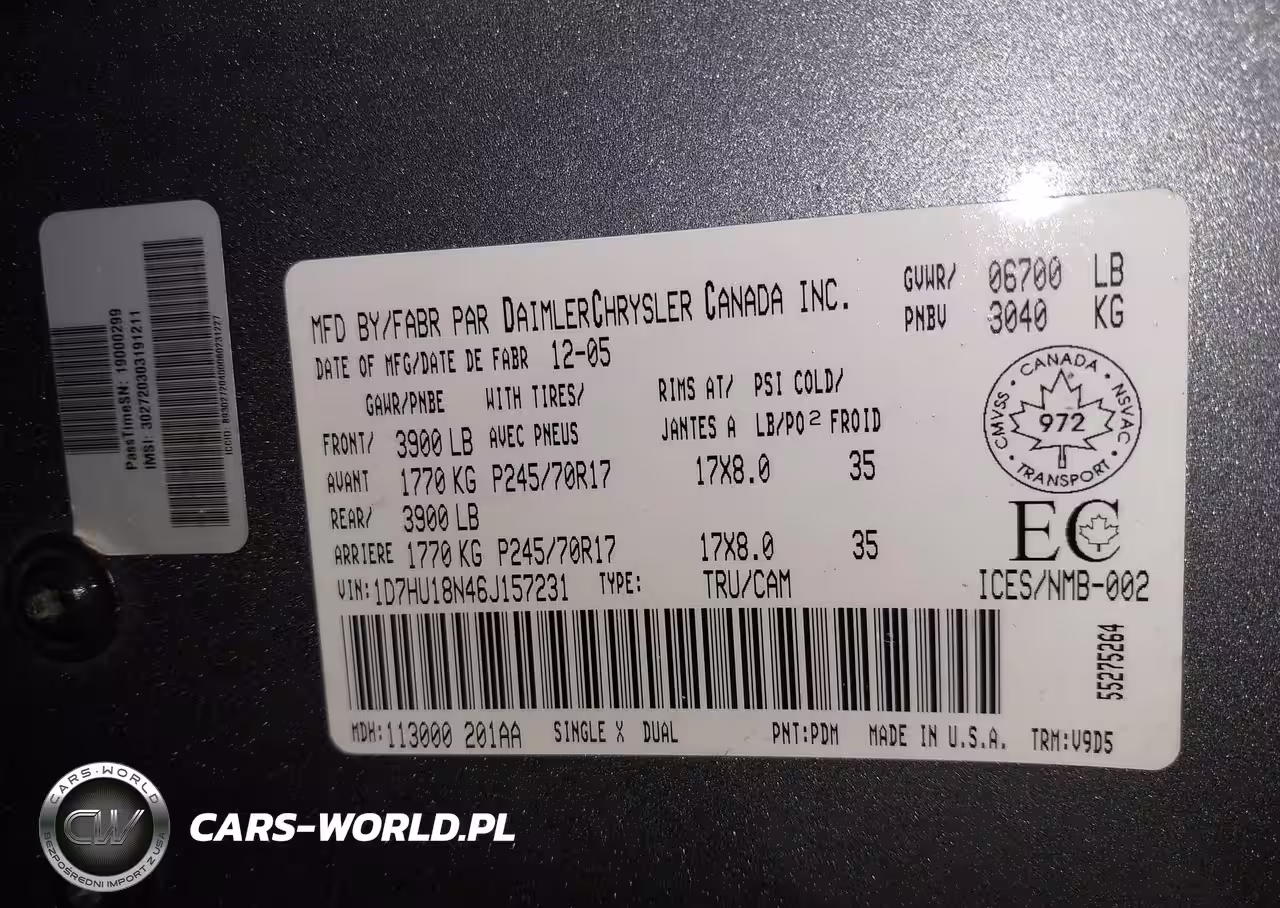 PassTimeSN: 19000299
IMSI: 302720303191211
MFD BY/FABR PAR DAIMLERCHRYSLER CANADA INC.
GVWR/ 06700 LB
PNBV 3040 KG
DATE OF MFG/DATE DE FABR 12-05
GAWR/PNBE WITH TIRES/ RIMS AT/ PSI COLD/
FRONT/ 3900 LB AVEC PNEUS JANTES A LB/PO² FROID
AVANT 1770 KG P245/70R17 17X8.0 35
REAR/ 3900 LB
ARRIERE 1770 KG P245/70R17 17X8.0 35
VIN: 1D7HU18N46J157231 TYPE: TRU/CAM
CANADA
CMVSS 972 NSVAC
TRANSPORT
EC
ICES/NMB-002
55275264
MDH: 113000 201AA SINGLE X DUAL PNT:PDM MADE IN U.S.A. TRM:V9D5
CARS-WORLD
CW
BEZPOŚREDNI IMPORT Z USA
CARS-WORLD.PL